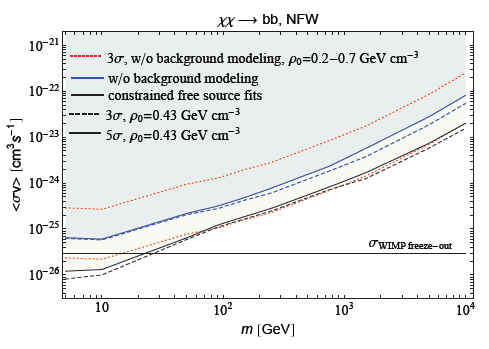 χχ → bb, NFW
10⁻²¹
10⁻²²
10⁻²³
10⁻²⁴
10⁻²⁵
10⁻²⁶
<σv> [cm³s⁻¹]
3σ, w/o background modeling, ρ₀=0.2–0.7 GeV cm⁻³
w/o background modeling
constrained free source fits
3σ, ρ₀=0.43 GeV cm⁻³
5σ, ρ₀=0.43 GeV cm⁻³
σWIMP freeze–out
10 10² 10³ 10⁴
m [GeV]